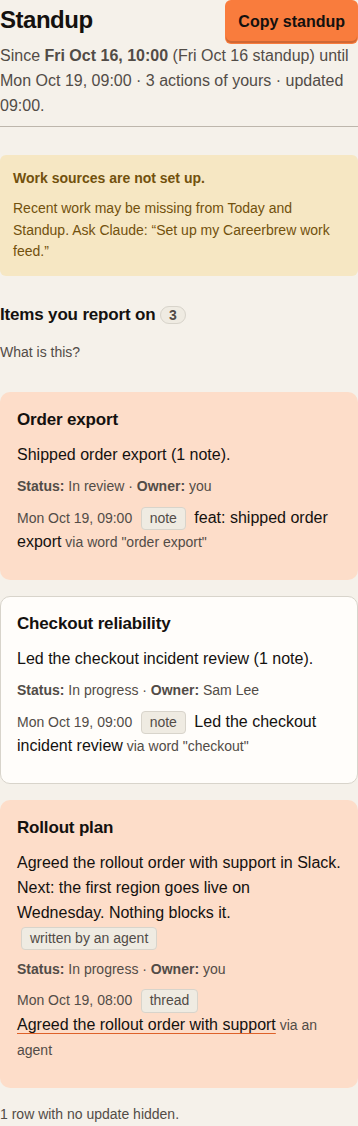 Standup
Copy standup
Since Fri Oct 16, 10:00 (Fri Oct 16 standup) until
Mon Oct 19, 09:00 · 3 actions of yours · updated
09:00.
Work sources are not set up.
Recent work may be missing from Today and
Standup. Ask Claude: “Set up my Careerbrew work
feed.”
Items you report on 3
What is this?
Order export
Shipped order export (1 note).
Status: In review · Owner: you
Mon Oct 19, 09:00 note feat: shipped order
export via word "order export"
Checkout reliability
Led the checkout incident review (1 note).
Status: In progress · Owner: Sam Lee
Mon Oct 19, 09:00 note Led the checkout
incident review via word "checkout"
Rollout plan
Agreed the rollout order with support in Slack.
Next: the first region goes live on
Wednesday. Nothing blocks it.
written by an agent
Status: In progress · Owner: you
Mon Oct 19, 08:00 thread
Agreed the rollout order with support via an
agent
1 row with no update hidden.